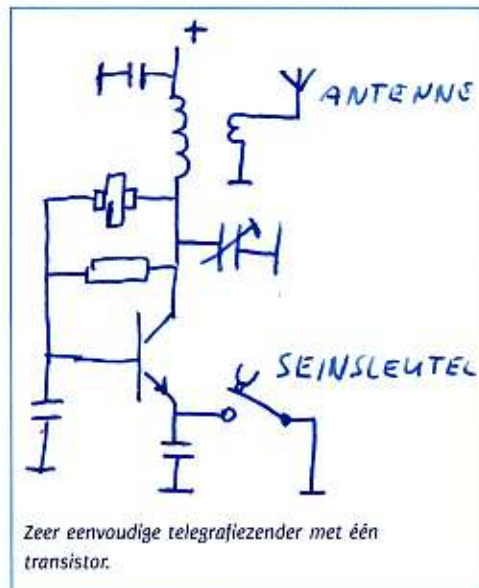 +
ANTENNE
SEINSLEUTEL
Zeer eenvoudige telegrafiezender met één
transistor.